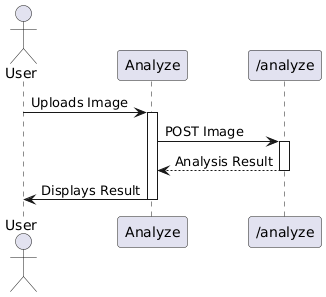 User
Analyze
/analyze
Uploads Image
POST Image
Analysis Result
Displays Result
User
Analyze
/analyze